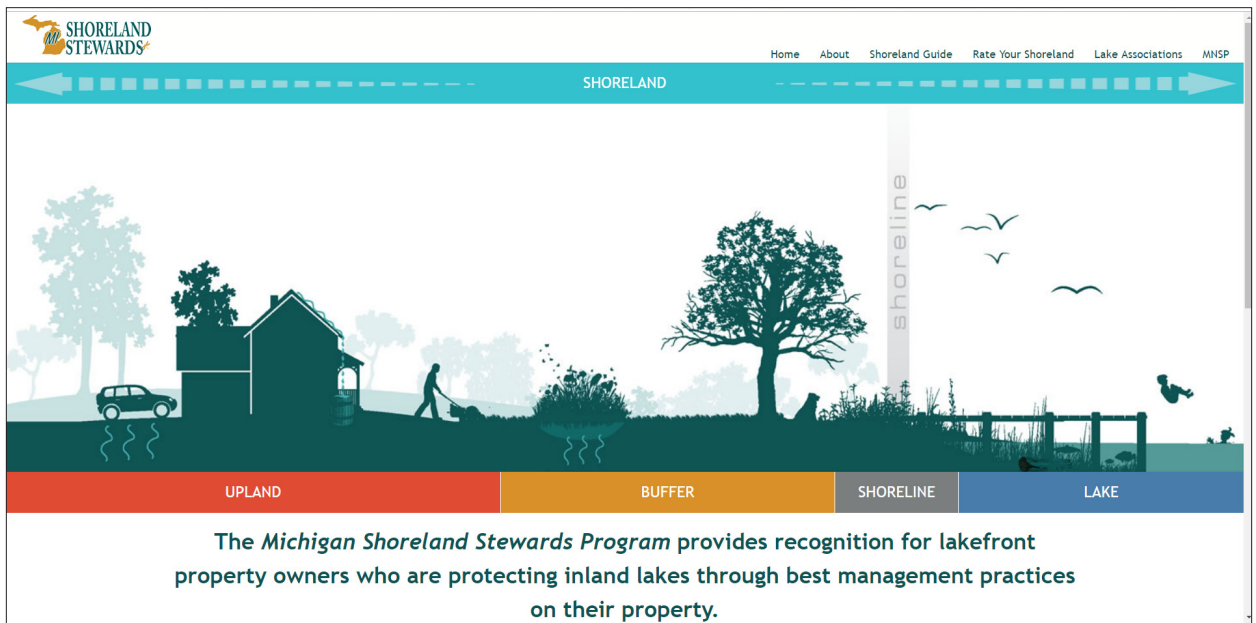 MI SHORELAND
STEWARDS
Home About Shoreland Guide Rate Your Shoreland Lake Associations MNSP
SHORELAND
shoreline
UPLAND BUFFER SHORELINE LAKE
The Michigan Shoreland Stewards Program provides recognition for lakefront
property owners who are protecting inland lakes through best management practices
on their property.